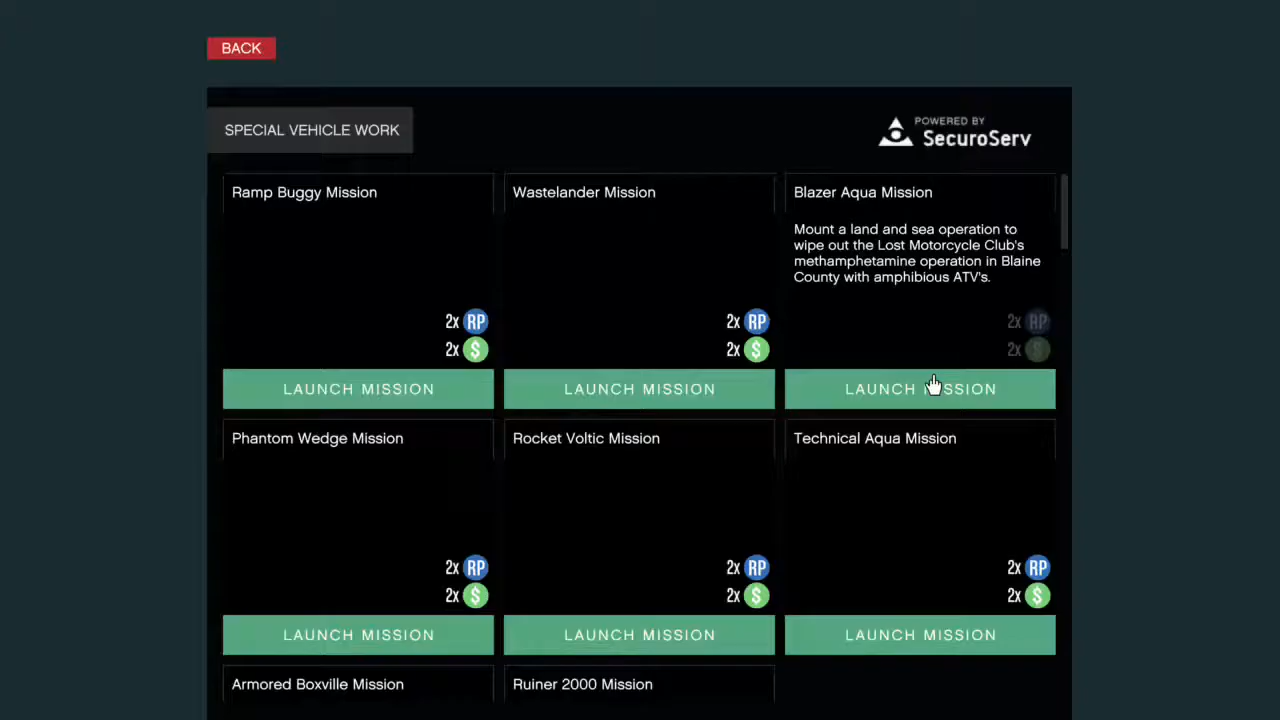 BACK
SPECIAL VEHICLE WORK
POWERED BY
SecuroServ
Ramp Buggy Mission
Wastelander Mission
Blazer Aqua Mission
Mount a land and sea operation to
wipe out the Lost Motorcycle Club's
methamphetamine operation in Blaine
County with amphibious ATV's.
2x RP
2x RP
2x RP
2x $
2x $
2x $
LAUNCH MISSION
LAUNCH MISSION
LAUNCH MISSION
Phantom Wedge Mission
Rocket Voltic Mission
Technical Aqua Mission
2x RP
2x RP
2x RP
2x $
2x $
2x $
LAUNCH MISSION
LAUNCH MISSION
LAUNCH MISSION
Armored Boxville Mission
Ruiner 2000 Mission